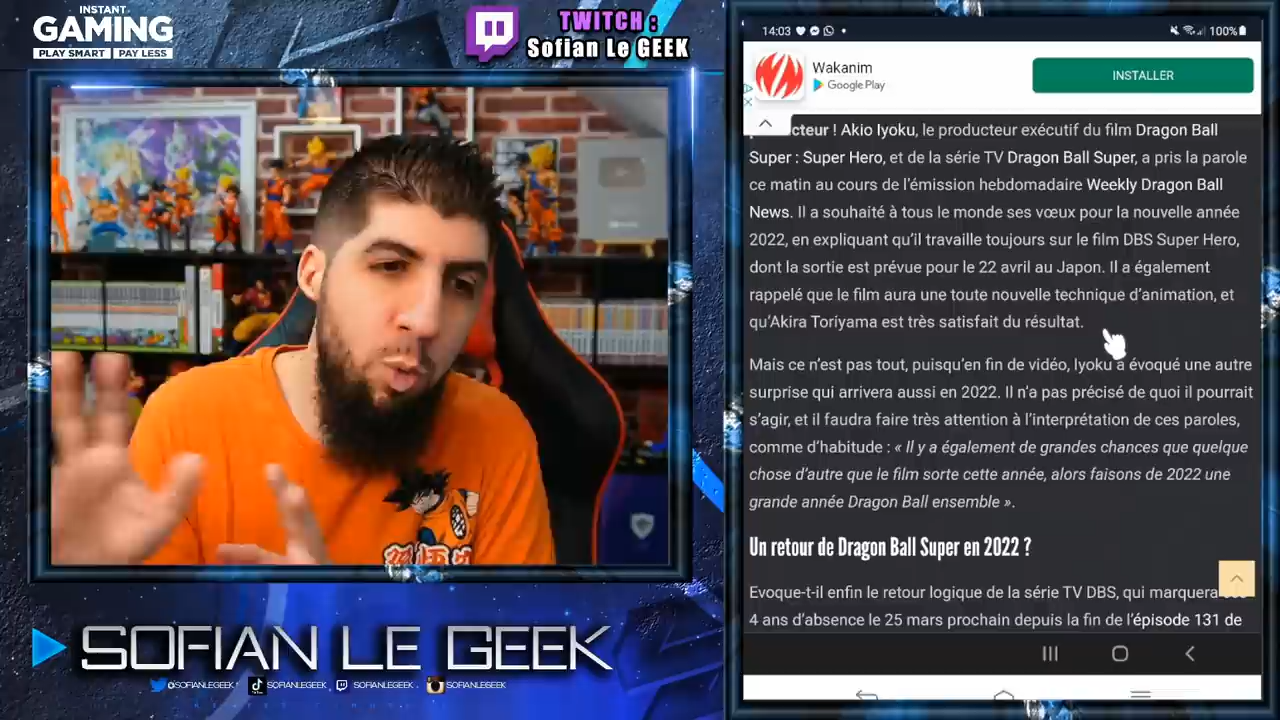 INSTANT
GAMING
PLAY SMART | PAY LESS
TWITCH :
Sofian Le GEEK
SOFIAN LE GEEK
@SOFIANLEGEEK
SOFIANLEGEEK
SOFIANLEGEEK
SOFIANLEGEEK
14:03
100%
Wakanim
Google Play
INSTALLER
cteur ! Akio Iyoku, le producteur exécutif du film Dragon Ball
Super : Super Hero, et de la série TV Dragon Ball Super, a pris la parole
ce matin au cours de l'émission hebdomadaire Weekly Dragon Ball
News. Il a souhaité à tous le monde ses vœux pour la nouvelle année
2022, en expliquant qu'il travaille toujours sur le film DBS Super Hero,
dont la sortie est prévue pour le 22 avril au Japon. Il a également
rappelé que le film aura une toute nouvelle technique d'animation, et
qu'Akira Toriyama est très satisfait du résultat.
Mais ce n'est pas tout, puisqu'en fin de vidéo, Iyoku a évoqué une autre
surprise qui arrivera aussi en 2022. Il n'a pas précisé de quoi il pourrait
s'agir, et il faudra faire très attention à l'interprétation de ces paroles,
comme d'habitude : « Il y a également de grandes chances que quelque
chose d'autre que le film sorte cette année, alors faisons de 2022 une
grande année Dragon Ball ensemble ».
Un retour de Dragon Ball Super en 2022 ?
Evoque-t-il enfin le retour logique de la série TV DBS, qui marquera
4 ans d'absence le 25 mars prochain depuis la fin de l'épisode 131 de